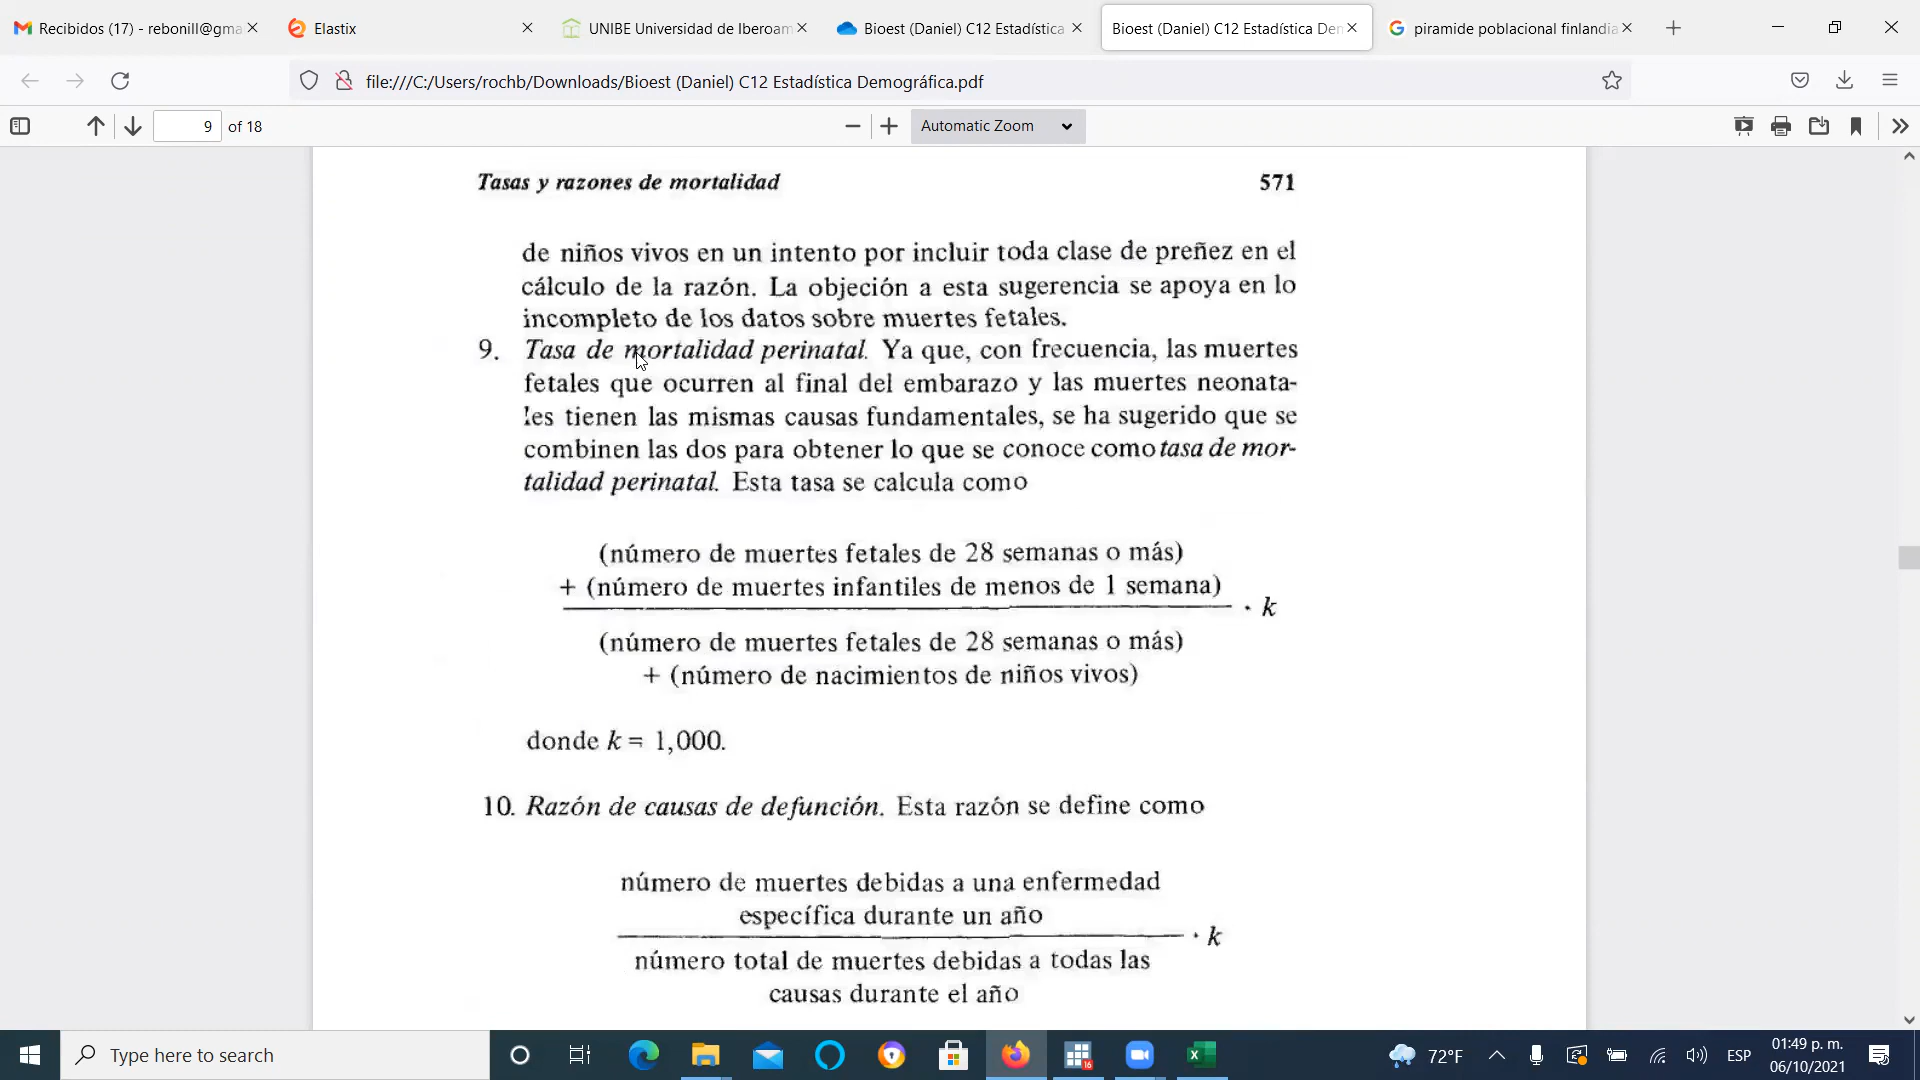 Recibidos (17) - rebonill@gma
Elastix
UNIBE Universidad de Iberoam
Bioest (Daniel) C12 Estadística
Bioest (Daniel) C12 Estadística Den
piramide poblacional finlandia
file:///C:/Users/rochb/Downloads/Bioest (Daniel) C12 Estadística Demográfica.pdf
9 of 18
Automatic Zoom
Tasas y razones de mortalidad 571
de niños vivos en un intento por incluir toda clase de preñez en el
cálculo de la razón. La objeción a esta sugerencia se apoya en lo
incompleto de los datos sobre muertes fetales.
9. Tasa de mortalidad perinatal. Ya que, con frecuencia, las muertes
fetales que ocurren al final del embarazo y las muertes neonata-
les tienen las mismas causas fundamentales, se ha sugerido que se
combinen las dos para obtener lo que se conoce como tasa de mor-
talidad perinatal. Esta tasa se calcula como
(número de muertes fetales de 28 semanas o más)
+ (número de muertes infantiles de menos de 1 semana)
· k
(número de muertes fetales de 28 semanas o más)
+ (número de nacimientos de niños vivos)
donde k = 1,000.
10. Razón de causas de defunción. Esta razón se define como
número de muertes debidas a una enfermedad
específica durante un año
· k
número total de muertes debidas a todas las
causas durante el año
Type here to search
16
72°F
ESP
01:49 p. m.
06/10/2021